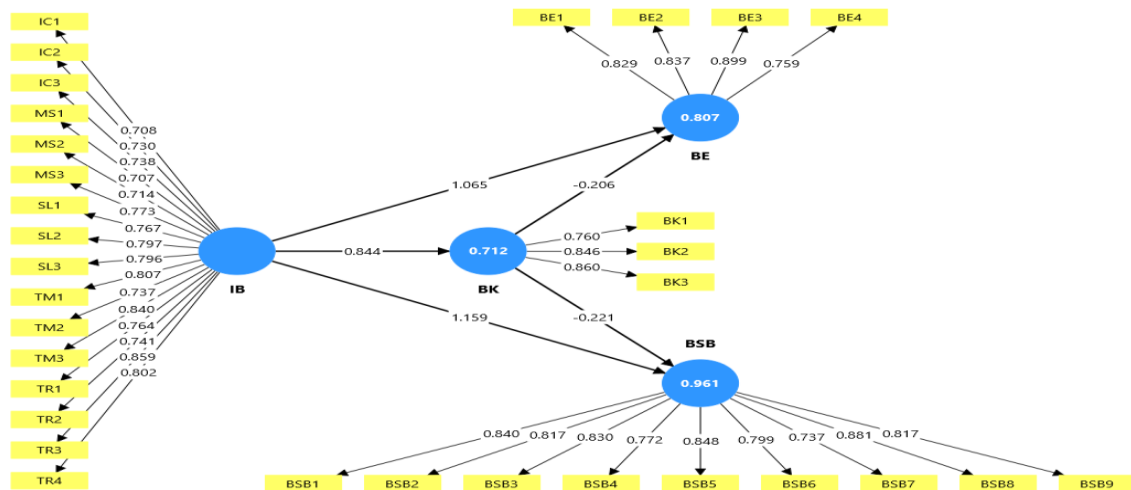 IC1
IC2
IC3
MS1
MS2
MS3
SL1
SL2
SL3
TM1
TM2
TM3
TR1
TR2
TR3
TR4
0.708
0.730
0.738
0.707
0.714
0.773
0.767
0.797
0.796
0.807
0.737
0.840
0.764
0.741
0.859
0.802
IB
1.065
0.844
1.159
BE1 BE2 BE3 BE4
0.829 0.837 0.899 0.759
0.807
BE
-0.206
0.712
BK
0.760
0.846
0.860
BK1
BK2
BK3
-0.221
BSB
0.961
0.840 0.817 0.830 0.772 0.848 0.799 0.737 0.881 0.817
BSB1 BSB2 BSB3 BSB4 BSB5 BSB6 BSB7 BSB8 BSB9